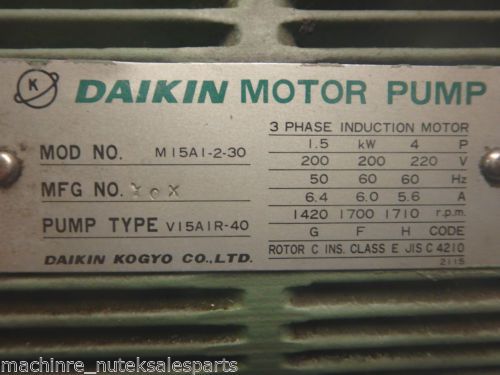 K
DAIKIN MOTOR PUMP
MOD NO. M15A1-2-30
MFG NO. YOX
PUMP TYPE V15A1R-40
DAIKIN KOGYO CO.,LTD.
3 PHASE INDUCTION MOTOR
1.5 kW 4 P
200 200 220 V
50 60 60 Hz
6.4 6.0 5.6 A
1420 1700 1710 r.p.m.
G F H CODE
ROTOR C INS. CLASS E JIS C 4210
2115
machinre_nuteksalesparts